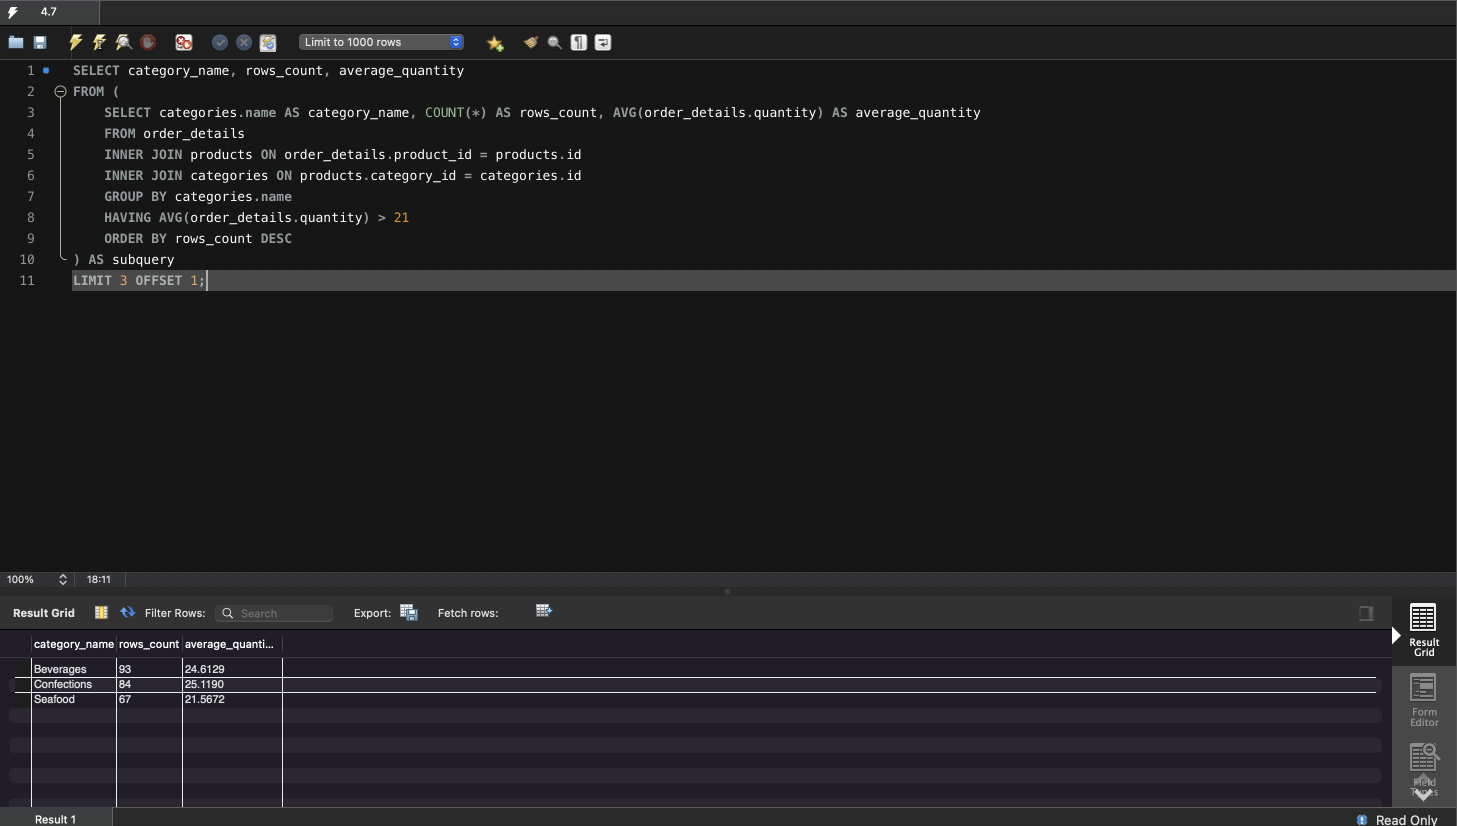 4.7
Limit to 1000 rows
1 SELECT category_name, rows_count, average_quantity
2 FROM (
3 SELECT categories.name AS category_name, COUNT(*) AS rows_count, AVG(order_details.quantity) AS average_quantity
4 FROM order_details
5 INNER JOIN products ON order_details.product_id = products.id
6 INNER JOIN categories ON products.category_id = categories.id
7 GROUP BY categories.name
8 HAVING AVG(order_details.quantity) > 21
9 ORDER BY rows_count DESC
10 ) AS subquery
11 LIMIT 3 OFFSET 1;
100% 18:11
Result Grid Filter Rows: Search Export: Fetch rows:
category_name rows_count average_quanti...
Beverages 93 24.6129
Confections 84 25.1190
Seafood 67 21.5672
Result
Grid
Form
Editor
Field
Types
Result 1 Read Only